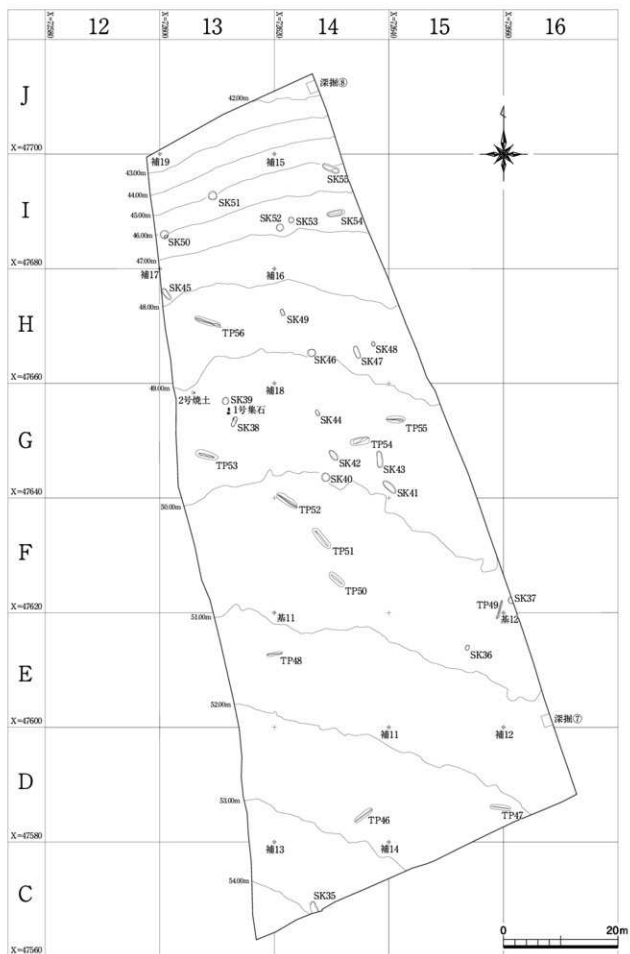 X=-72580
X=-72600
X=-72620
X=-72640
X=-72660
12
13
14
15
16
J
深掘⑧
42.00m
X=47700
補19
補15
43.00m
SK55
44.00m
SK51
I
45.00m
SK52
SK53
SK54
46.00m
SK50
47.00m
X=47680
補17
補16
SK45
48.00m
H
SK49
TP56
SK48
SK46
SK47
X=47660
49.00m
補18
2号焼土
SK39
1号集石
SK44
TP55
G
SK38
TP54
TP53
SK42
SK43
SK40
SK41
X=47640
50.00m
TP52
F
TP51
TP50
TP49
SK37
X=47620
51.00m
基11
基12
E
TP48
SK36
52.00m
深掘⑦
X=47600
補11
補12
D
53.00m
TP46
TP47
X=47580
補13
補14
54.00m
C
SK35
0
20m
X=47560